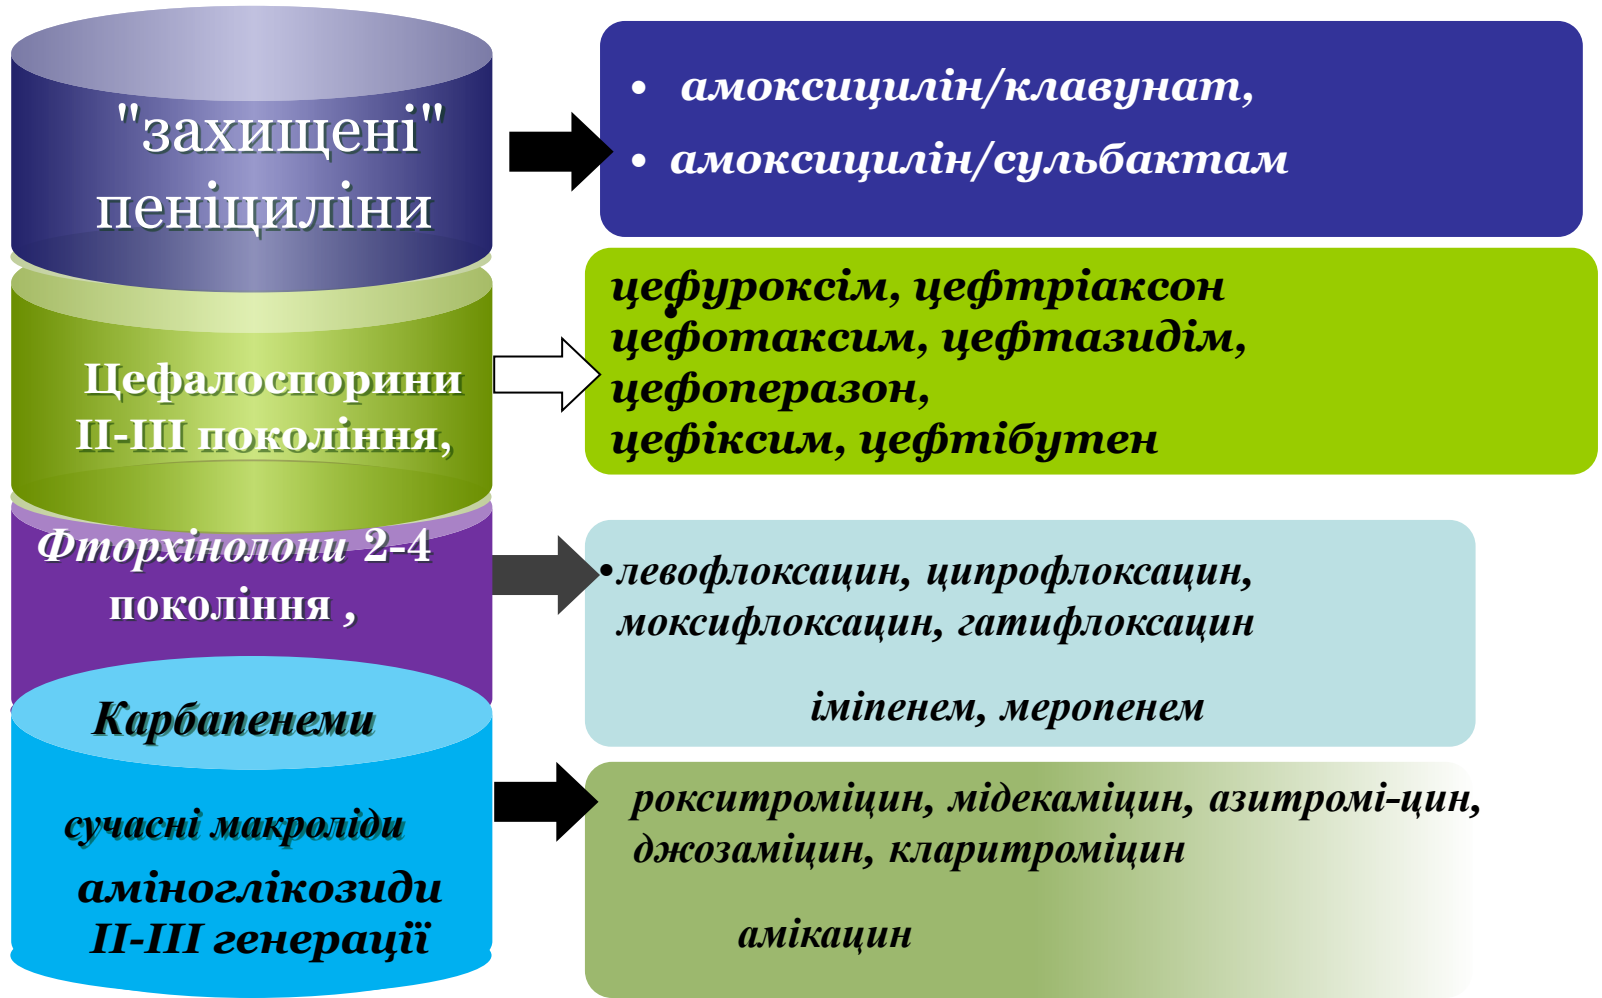 "захищені"
пеніциліни
• амоксицилін/клавунат,
• амоксицилін/сульбактам
Цефалоспорини
II-III покоління,
цефуроксім, цефтріаксон
цефотаксим, цефтазидім,
цефоперазон,
цефіксим, цефтібутен
Фторхінолони 2-4
покоління ,
•левофлоксацин, ципрофлоксацин,
моксифлоксацин, гатифлоксацин
Карбапенеми
іміпенем, меропенем
сучасні макроліди
рокситроміцин, мідекаміцин, азитромі-цин,
джозаміцин, кларитроміцин
аміноглікозиди
II-III генерації
амікацин